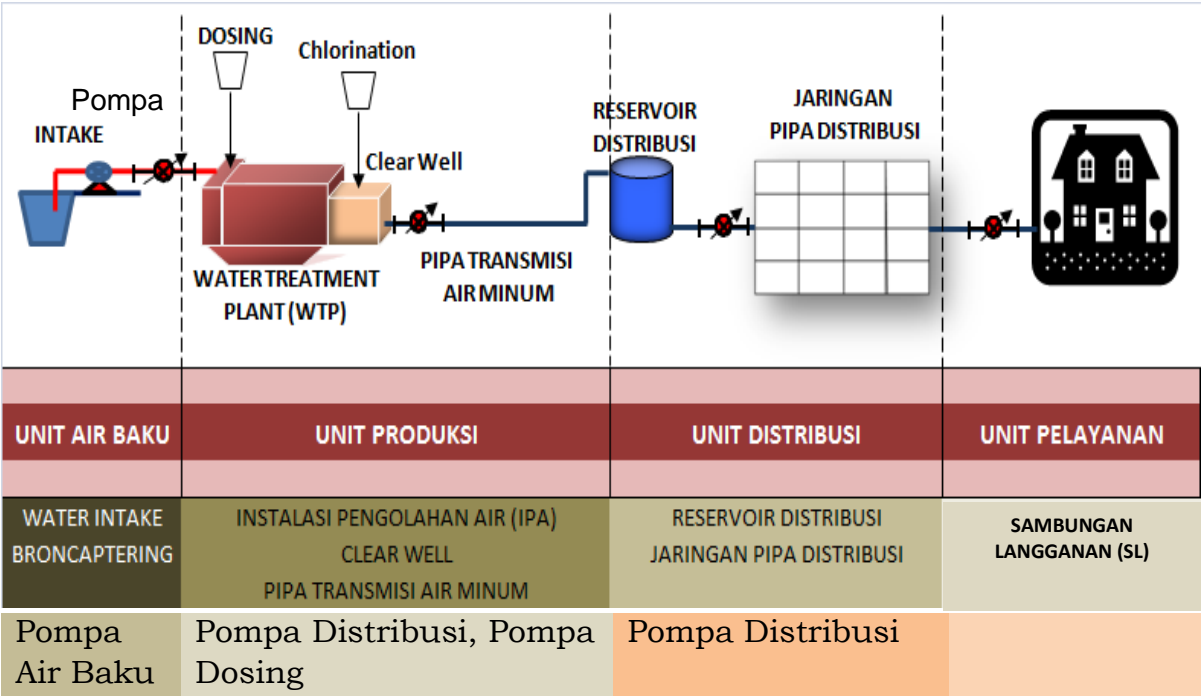 DOSING
Chlorination
Pompa
INTAKE
Clear Well
WATER TREATMENT
PLANT (WTP)
PIPA TRANSMISI
AIR MINUM
RESERVOIR
DISTRIBUSI
JARINGAN
PIPA DISTRIBUSI
UNIT AIR BAKU
UNIT PRODUKSI
UNIT DISTRIBUSI
UNIT PELAYANAN
WATER INTAKE
BRONCAPTERING
INSTALASI PENGOLAHAN AIR (IPA)
CLEAR WELL
PIPA TRANSMISI AIR MINUM
RESERVOIR DISTRIBUSI
JARINGAN PIPA DISTRIBUSI
SAMBUNGAN
LANGGANAN (SL)
Pompa
Air Baku
Pompa Distribusi, Pompa
Dosing
Pompa Distribusi